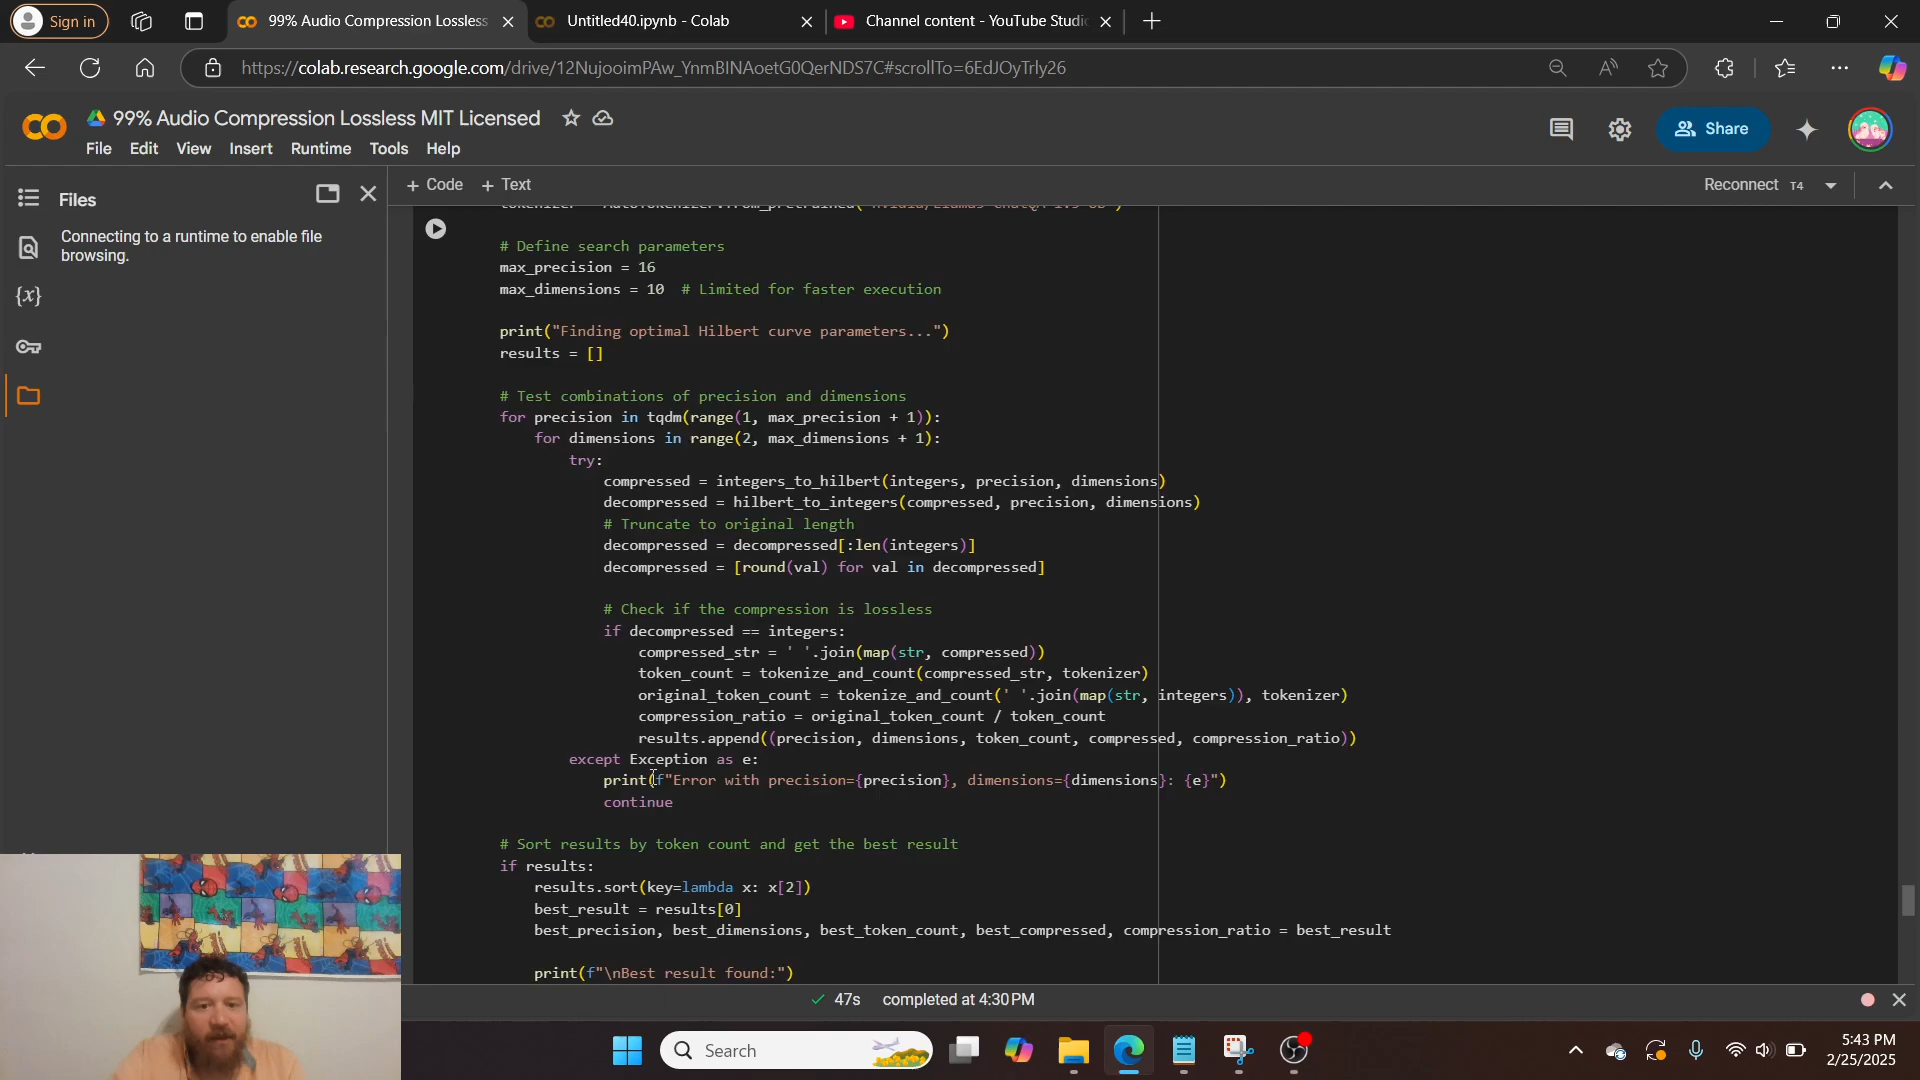 Sign in
99% Audio Compression Lossless
Untitled40.ipynb - Colab
Channel content - YouTube Studi
https://colab.research.google.com/drive/12NujooimPAw_YnmBINAoetG0QerNDS7C#scrollTo=6EdJOyTrly26
99% Audio Compression Lossless MIT Licensed
File Edit View Insert Runtime Tools Help
Share
Files
+ Code + Text
Reconnect T4
Connecting to a runtime to enable file
browsing.
{x}
# Define search parameters
max_precision = 16
max_dimensions = 10  # Limited for faster execution
print("Finding optimal Hilbert curve parameters...")
results = []
# Test combinations of precision and dimensions
for precision in tqdm(range(1, max_precision + 1)):
for dimensions in range(2, max_dimensions + 1):
try:
compressed = integers_to_hilbert(integers, precision, dimensions)
decompressed = hilbert_to_integers(compressed, precision, dimensions)
# Truncate to original length
decompressed = decompressed[:len(integers)]
decompressed = [round(val) for val in decompressed]
# Check if the compression is lossless
if decompressed == integers:
compressed_str = ' '.join(map(str, compressed))
token_count = tokenize_and_count(compressed_str, tokenizer)
original_token_count = tokenize_and_count(' '.join(map(str, integers)), tokenizer)
compression_ratio = original_token_count / token_count
results.append((precision, dimensions, token_count, compressed, compression_ratio))
except Exception as e:
print(f"Error with precision={precision}, dimensions={dimensions}: {e}")
continue
# Sort results by token count and get the best result
if results:
results.sort(key=lambda x: x[2])
best_result = results[0]
best_precision, best_dimensions, best_token_count, best_compressed, compression_ratio = best_result
print(f"\nBest result found:")
47s completed at 4:30 PM
Search
5:43 PM
2/25/2025